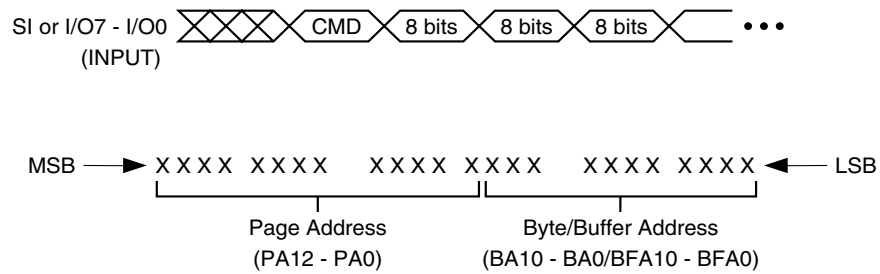 SI or I/O7 - I/O0
(INPUT)
CMD 8 bits 8 bits 8 bits •••
MSB XXXX XXXX XXXX XXXX XXXX XXXX LSB
Page Address
(PA12 - PA0)
Byte/Buffer Address
(BA10 - BA0/BFA10 - BFA0)